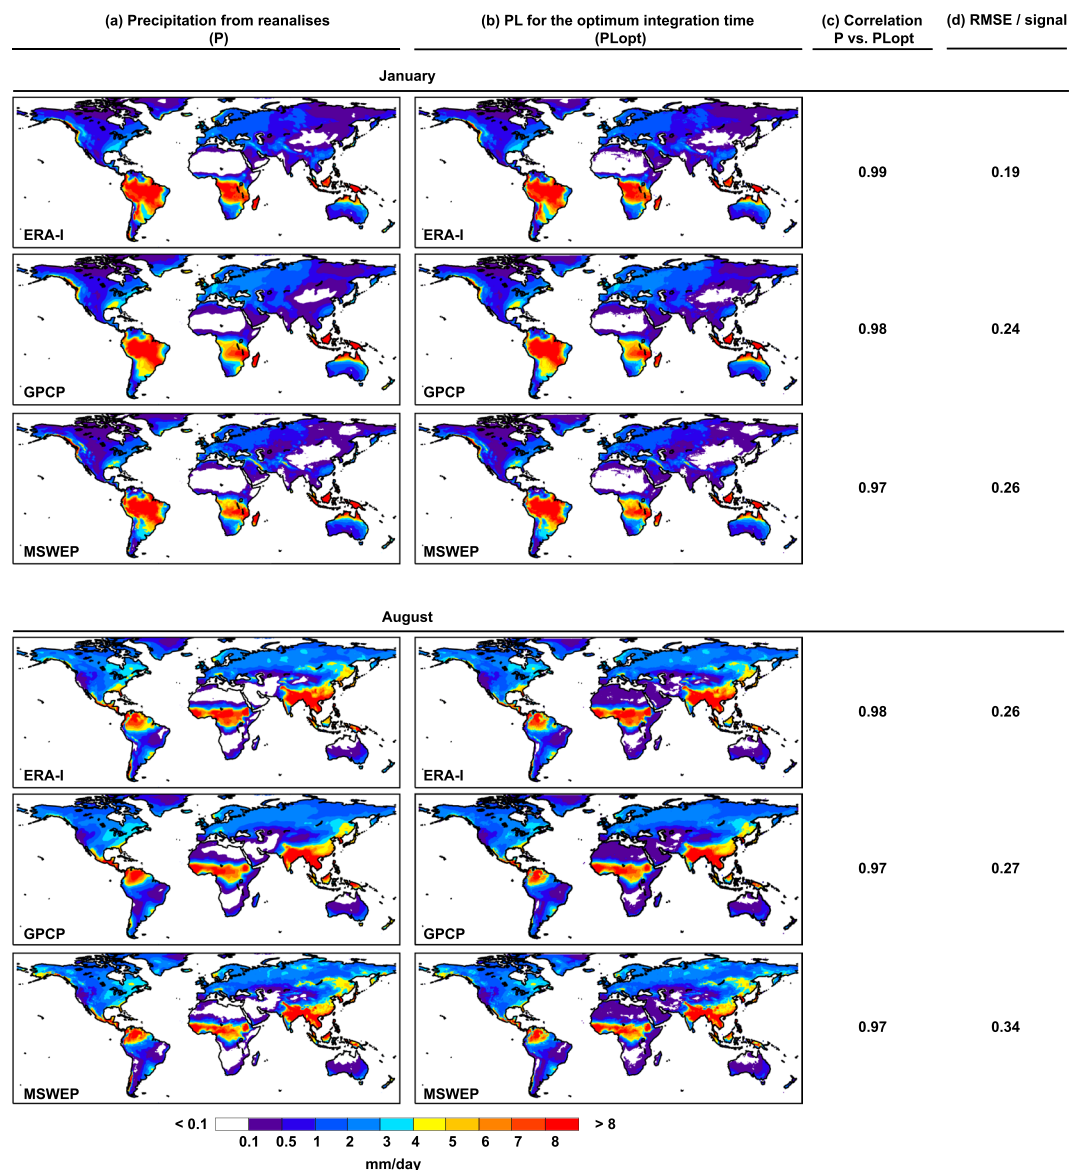 (a) Precipitation from reanalises
(P)
(b) PL for the optimum integration time
(PLopt)
(c) Correlation
P vs. PLopt
(d) RMSE / signal
January
ERA-I
ERA-I
0.99
0.19
GPCP
GPCP
0.98
0.24
MSWEP
MSWEP
0.97
0.26
August
ERA-I
ERA-I
0.98
0.26
GPCP
GPCP
0.97
0.27
MSWEP
MSWEP
0.97
0.34
< 0.1
> 8
0.1 0.5 1 2 3 4 5 6 7 8
mm/day